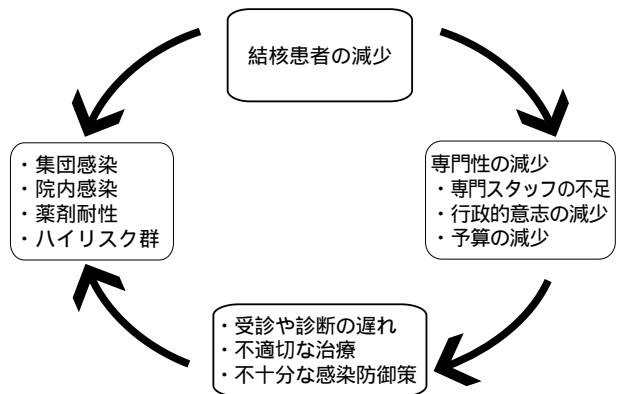 結核患者の減少
・集団感染
・院内感染
・薬剤耐性
・ハイリスク群
専門性の減少
・専門スタッフの不足
・行政的意志の減少
・予算の減少
・受診や診断の遅れ
・不適切な治療
・不十分な感染防御策